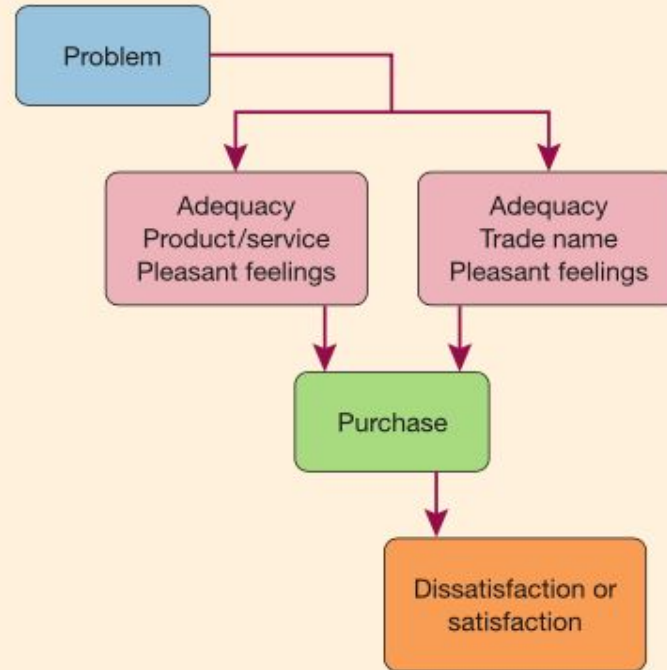 Problem
Adequacy
Product/service
Pleasant feelings
Adequacy
Trade name
Pleasant feelings
Purchase
Dissatisfaction or
satisfaction